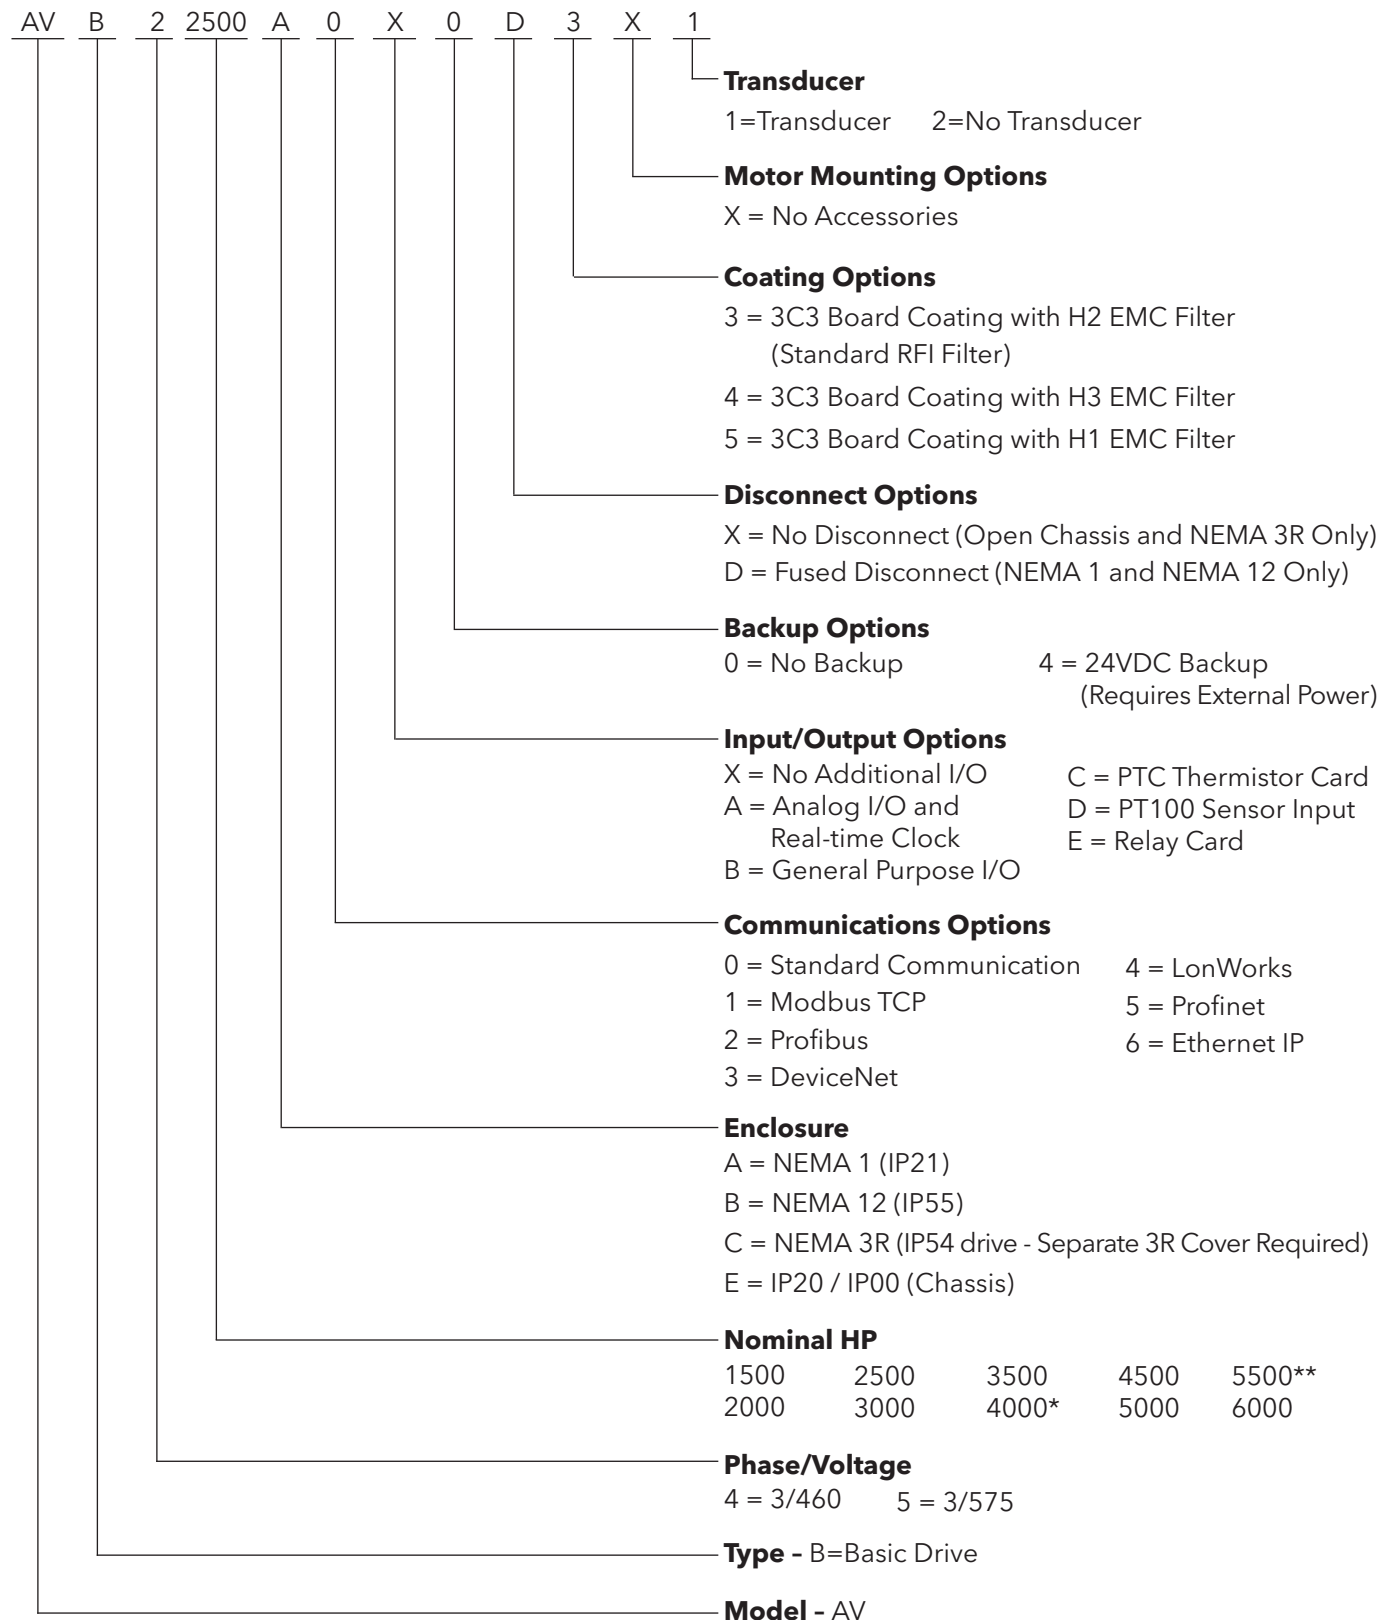 AV B 2 2500 A 0 X 0 D 3 X 1
Transducer
1=Transducer 2=No Transducer
Motor Mounting Options
X = No Accessories
Coating Options
3 = 3C3 Board Coating with H2 EMC Filter
(Standard RFI Filter)
4 = 3C3 Board Coating with H3 EMC Filter
5 = 3C3 Board Coating with H1 EMC Filter
Disconnect Options
X = No Disconnect (Open Chassis and NEMA 3R Only)
D = Fused Disconnect (NEMA 1 and NEMA 12 Only)
Backup Options
0 = No Backup 4 = 24VDC Backup
(Requires External Power)
Input/Output Options
X = No Additional I/O C = PTC Thermistor Card
A = Analog I/O and D = PT100 Sensor Input
Real-time Clock E = Relay Card
B = General Purpose I/O
Communications Options
0 = Standard Communication 4 = LonWorks
1 = Modbus TCP 5 = Profinet
2 = Profibus 6 = Ethernet IP
3 = DeviceNet
Enclosure
A = NEMA 1 (IP21)
B = NEMA 12 (IP55)
C = NEMA 3R (IP54 drive - Separate 3R Cover Required)
E = IP20 / IP00 (Chassis)
Nominal HP
1500 2500 3500 4500 5500**
2000 3000 4000* 5000 6000
Phase/Voltage
4 = 3/460 5 = 3/575
Type – B=Basic Drive
Model – AV